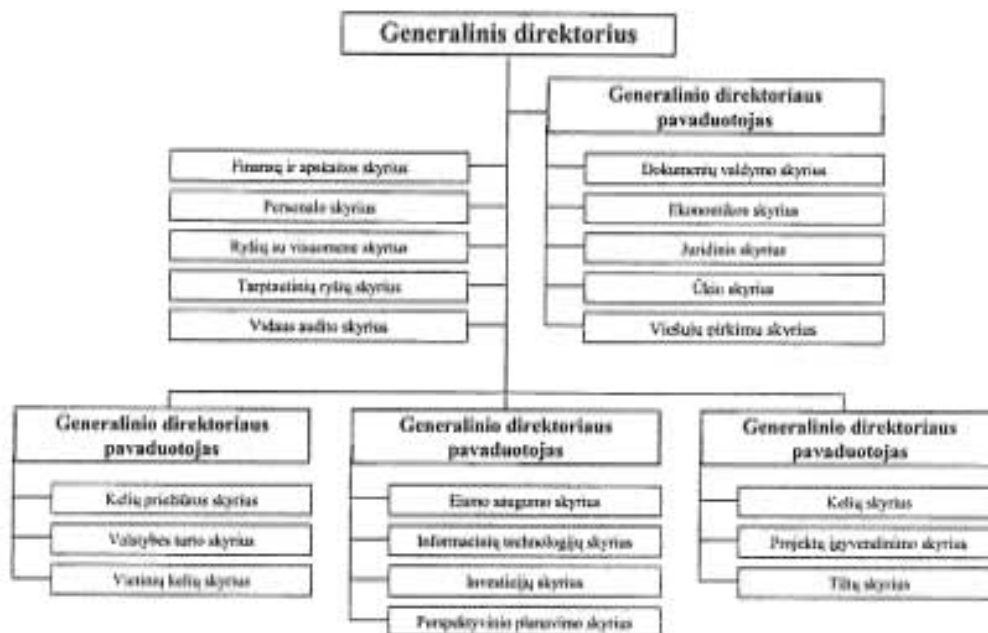 Generalinis direktorius
Generalinio direktoriaus
pavaduotojas
Finansų ir apskaitos skyrius
Personalo skyrius
Ryšių su visuomene skyrius
Tarptautinių ryšių skyrius
Vidaus audito skyrius
Dokumentų valdymo skyrius
Ekonomikos skyrius
Juridinis skyrius
Ūkio skyrius
Viešųjų pirkimų skyrius
Generalinio direktoriaus
pavaduotojas
Kelių priežiūros skyrius
Valstybės turto skyrius
Vietinių kelių skyrius
Generalinio direktoriaus
pavaduotojas
Eismo saugumo skyrius
Informacinių technologijų skyrius
Investicijų skyrius
Perspektyvinio planavimo skyrius
Generalinio direktoriaus
pavaduotojas
Kelių skyrius
Projektų įgyvendinimo skyrius
Tiltų skyrius